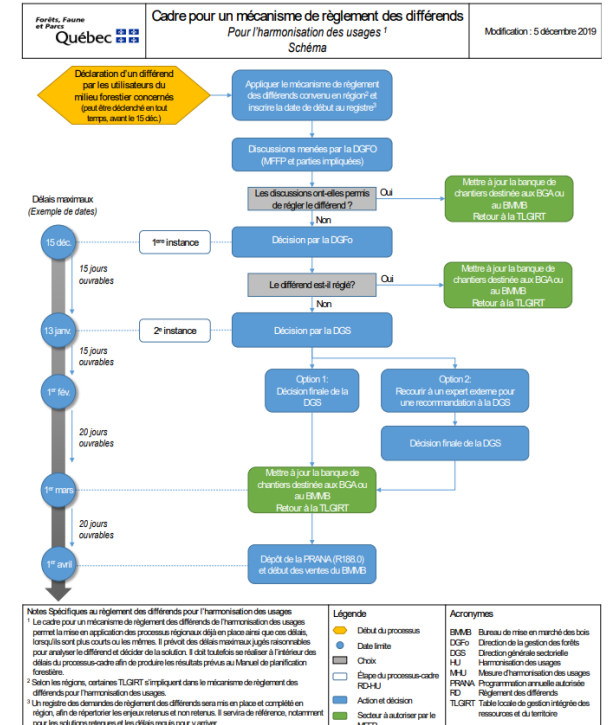 Forêts, Faune
et Parcs
Québec
Cadre pour un mécanisme de règlement des différends
Pour l'harmonisation des usages ¹
Schéma
Modification : 5 décembre 2019
Déclaration d'un différend
par les utilisateurs du
milieu forestier concernés
(peut être déclenché en tout
temps, avant le 15 déc.)
Appliquer le mécanisme de règlement
des différends convenu en région² et
inscrire la date de début au registre³
Discussions menées par la DGFO
(MFFP et parties impliquées)
Les discussions ont-elles permis
de régler le différend ?
Oui
Mettre à jour la banque de
chantiers destinée aux BGA ou
au BMMB
Retour à la TLGIRT
Non
Délais maximaux
(Exemple de dates)
15 déc.
1ère instance
Décision par la DGFo
15 jours
ouvrables
Le différend est-il réglé?
Oui
Mettre à jour la banque de
chantiers destinée aux BGA ou
au BMMB
Retour à la TLGIRT
Non
13 janv.
2e instance
Décision par la DGS
15 jours
ouvrables
1er fév.
Option 1:
Décision finale de la
DGS
Option 2:
Recourir à un expert externe pour
une recommandation à la DGS
20 jours
ouvrables
Décision finale de la DGS
1er mars
Mettre à jour la banque de
chantiers destinée aux BGA ou
au BMMB
Retour à la TLGIRT
20 jours
ouvrables
1er avril
Dépôt de la PRANA (R188.0)
et début des ventes du BMMB
Notes Spécifiques au règlement des différends pour l'harmonisation des usages
¹ Le cadre pour un mécanisme de règlement des différends de l'harmonisation des usages
permet la mise en application des processus régionaux déjà en place ainsi que ces délais,
lorsqu'ils sont plus courts ou les mêmes. Il prévoit des délais maximaux jugés raisonnables
pour analyser le différend et décider de la solution. Il doit toutefois se réaliser à l'intérieur des
délais du processus-cadre afin de produire les résultats prévus au Manuel de planification
forestière.
² Selon les régions, certaines TLGIRT s'impliquent dans le mécanisme de règlement des
différends pour l'harmonisation des usages.
³ Un registre des demandes de règlement des différends sera mis en place et complété en
région, afin de répertorier les enjeux retenus et non retenus. Il servira de référence, notamment
pour les solutions retenues et les délais requis pour y arriver.
Légende
Début du processus
Date limite
Choix
Étape du processus-cadre
RD-HU
Action et décision
Secteur à autoriser par le
MFFP
Acronymes
BMMB Bureau de mise en marché des bois
DGFo Direction de la gestion des forêts
DGS Direction générale sectorielle
HU Harmonisation des usages
MHU Mesure d'harmonisation des usages
PRANA Programmation annuelle autorisée
RD Règlement des différends
TLGIRT Table locale de gestion intégrée des
ressources et du territoire